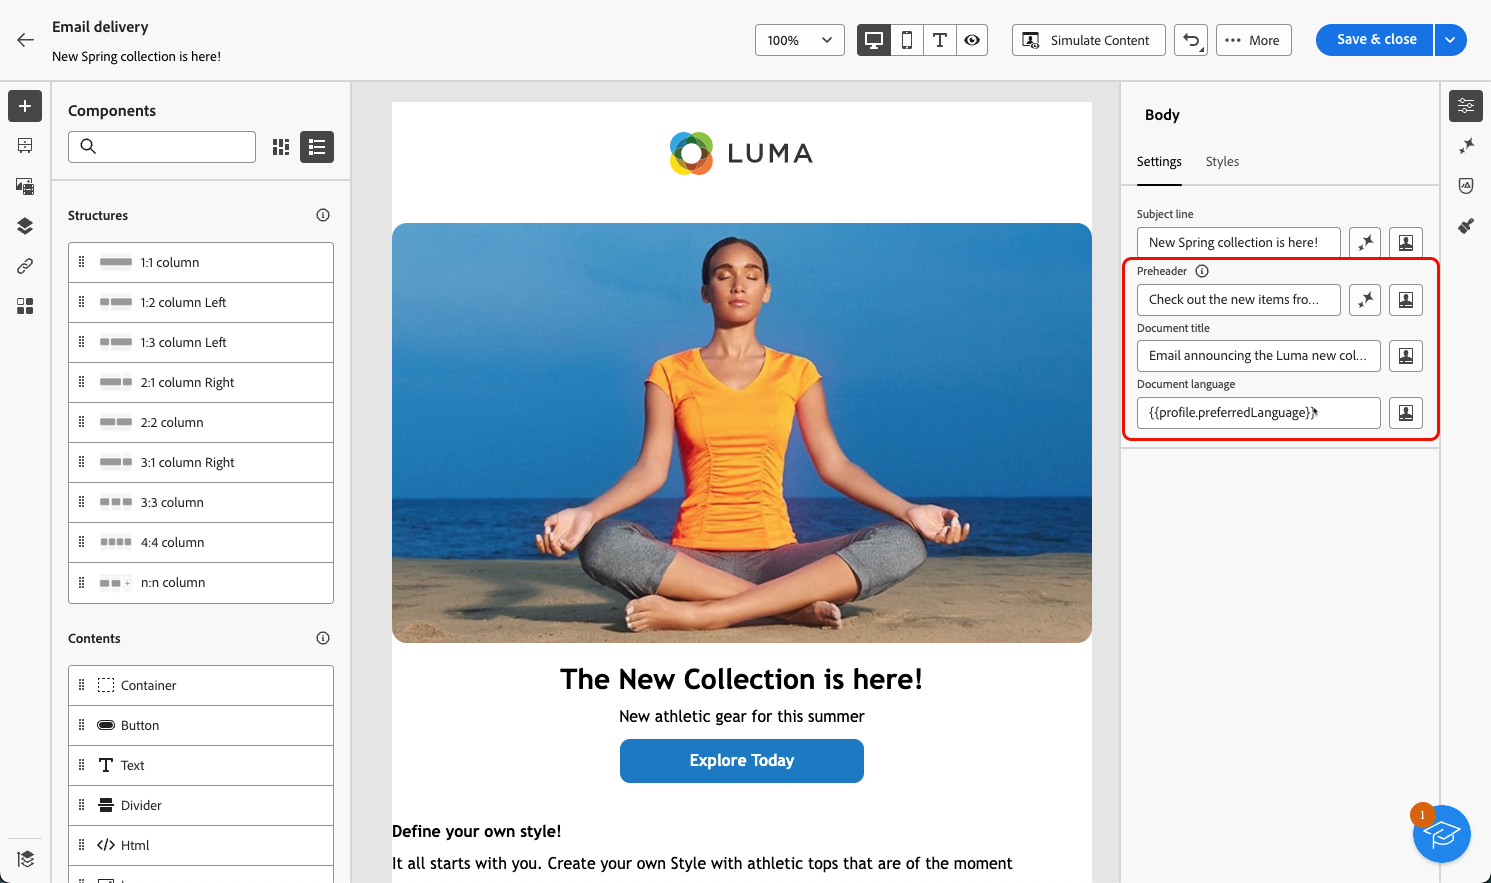 Email delivery
New Spring collection is here!
100%
Simulate Content
More
Save & close
Components
Structures
1:1 column
1:2 column Left
1:3 column Left
2:1 column Right
2:2 column
3:1 column Right
3:3 column
4:4 column
n:n column
Contents
Container
Button
Text
Divider
Html
LUMA
The New Collection is here!
New athletic gear for this summer
Explore Today
Define your own style!
It all starts with you. Create your own Style with athletic tops that are of the moment
Body
Settings
Styles
Subject line
New Spring collection is here!
Preheader
Check out the new items fro...
Document title
Email announcing the Luma new col...
Document language
{{profile.preferredLanguage}}
1